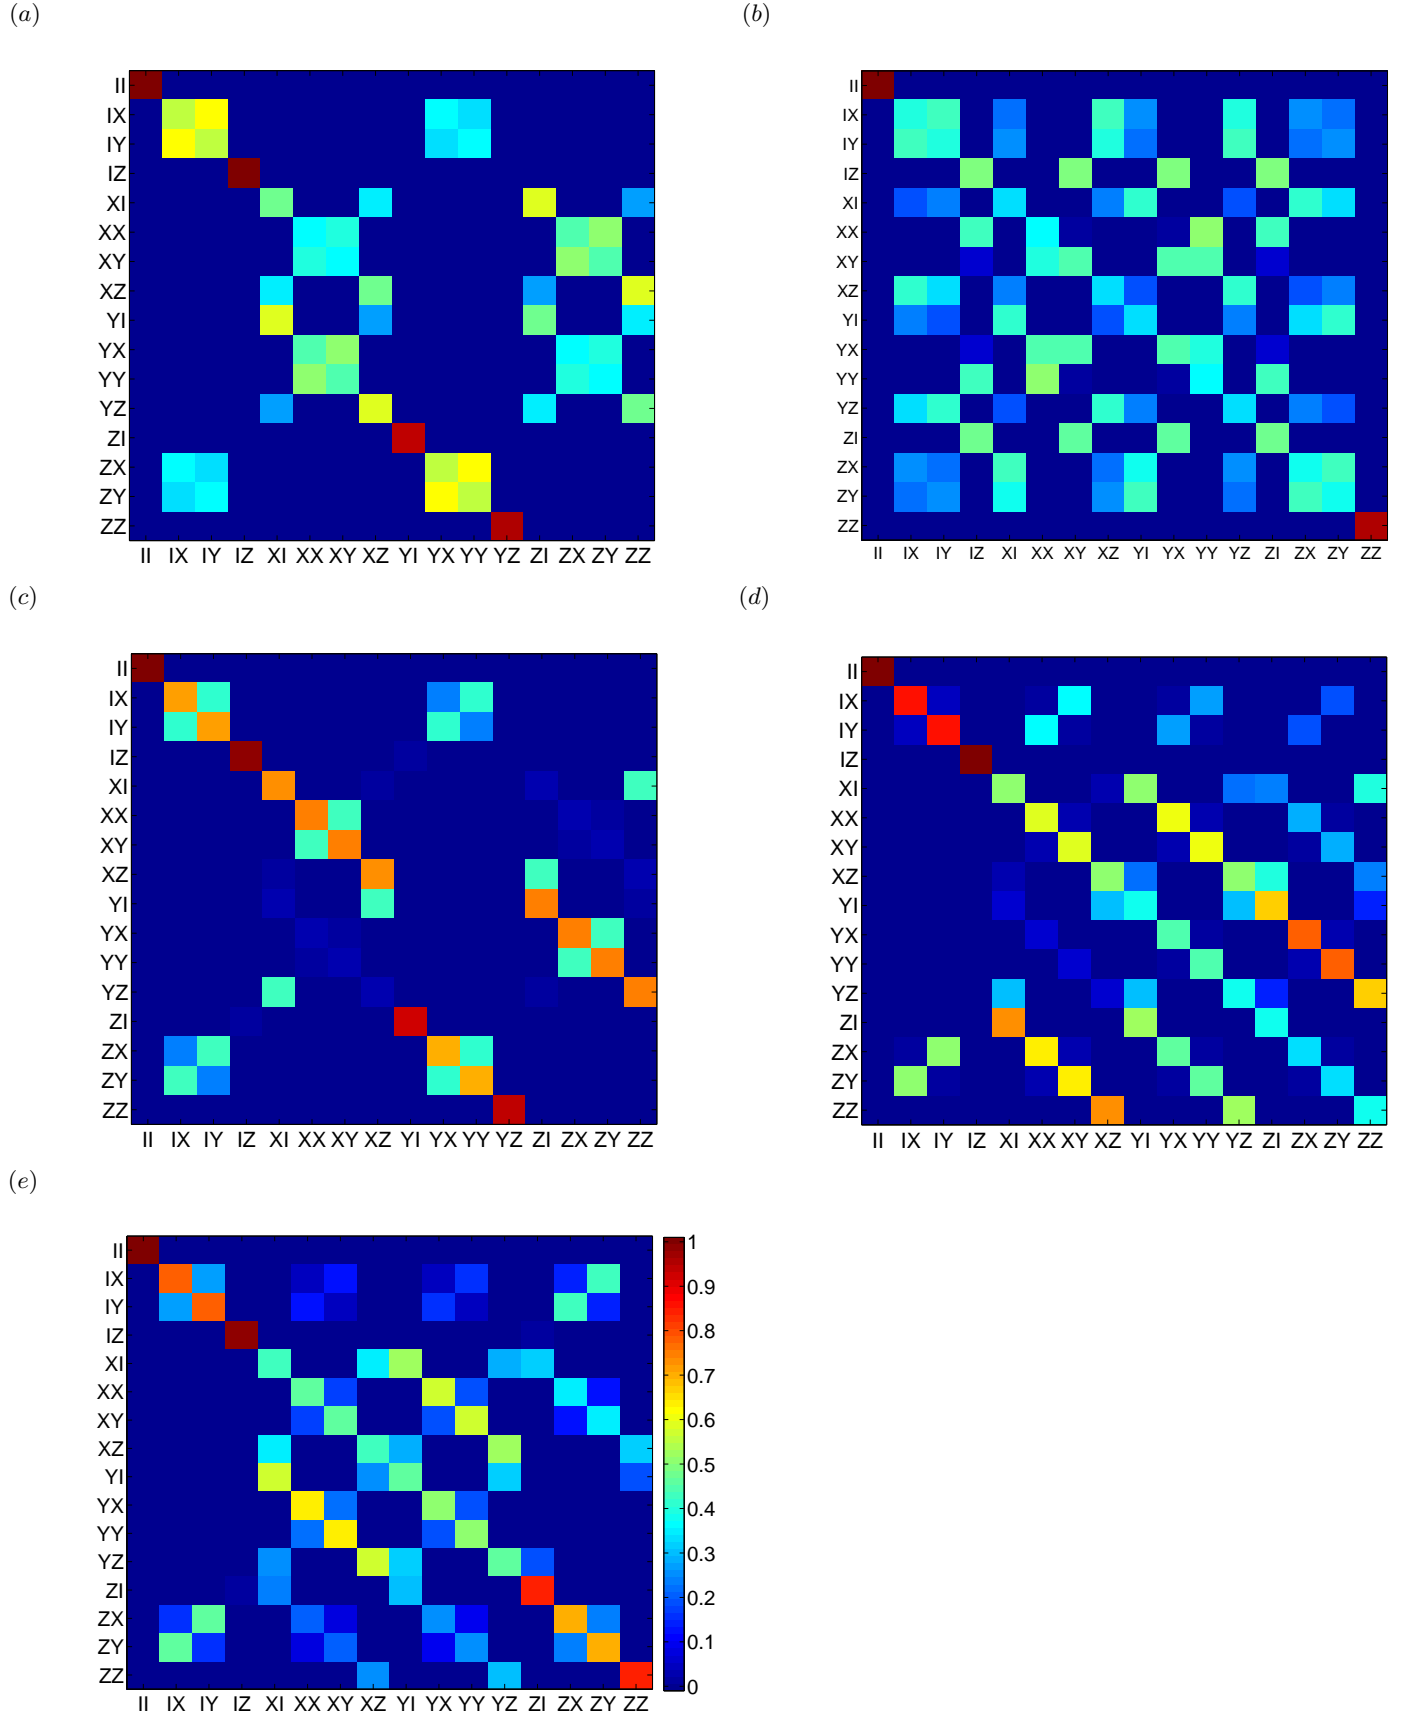 (a) (b)
II
IX
IY
IZ
XI
XX
XY
XZ
YI
YX
YY
YZ
ZI
ZX
ZY
ZZ
II IX IY IZ XI XX XY XZ YI YX YY YZ ZI ZX ZY ZZ
II
IX
IY
IZ
XI
XX
XY
XZ
YI
YX
YY
YZ
ZI
ZX
ZY
ZZ
II IX IY IZ XI XX XY XZ YI YX YY YZ ZI ZX ZY ZZ
(c) (d)
II
IX
IY
IZ
XI
XX
XY
XZ
YI
YX
YY
YZ
ZI
ZX
ZY
ZZ
II IX IY IZ XI XX XY XZ YI YX YY YZ ZI ZX ZY ZZ
II
IX
IY
IZ
XI
XX
XY
XZ
YI
YX
YY
YZ
ZI
ZX
ZY
ZZ
II IX IY IZ XI XX XY XZ YI YX YY YZ ZI ZX ZY ZZ
(e)
II
IX
IY
IZ
XI
XX
XY
XZ
YI
YX
YY
YZ
ZI
ZX
ZY
ZZ
II IX IY IZ XI XX XY XZ YI YX YY YZ ZI ZX ZY ZZ
1
0.9
0.8
0.7
0.6
0.5
0.4
0.3
0.2
0.1
0